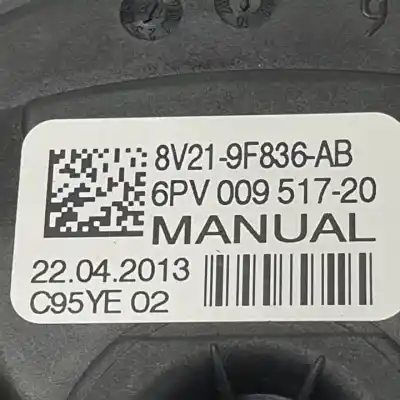 8V21-9F836-AB
6PV 009 517-20
MANUAL
22.04.2013
C95YE 02